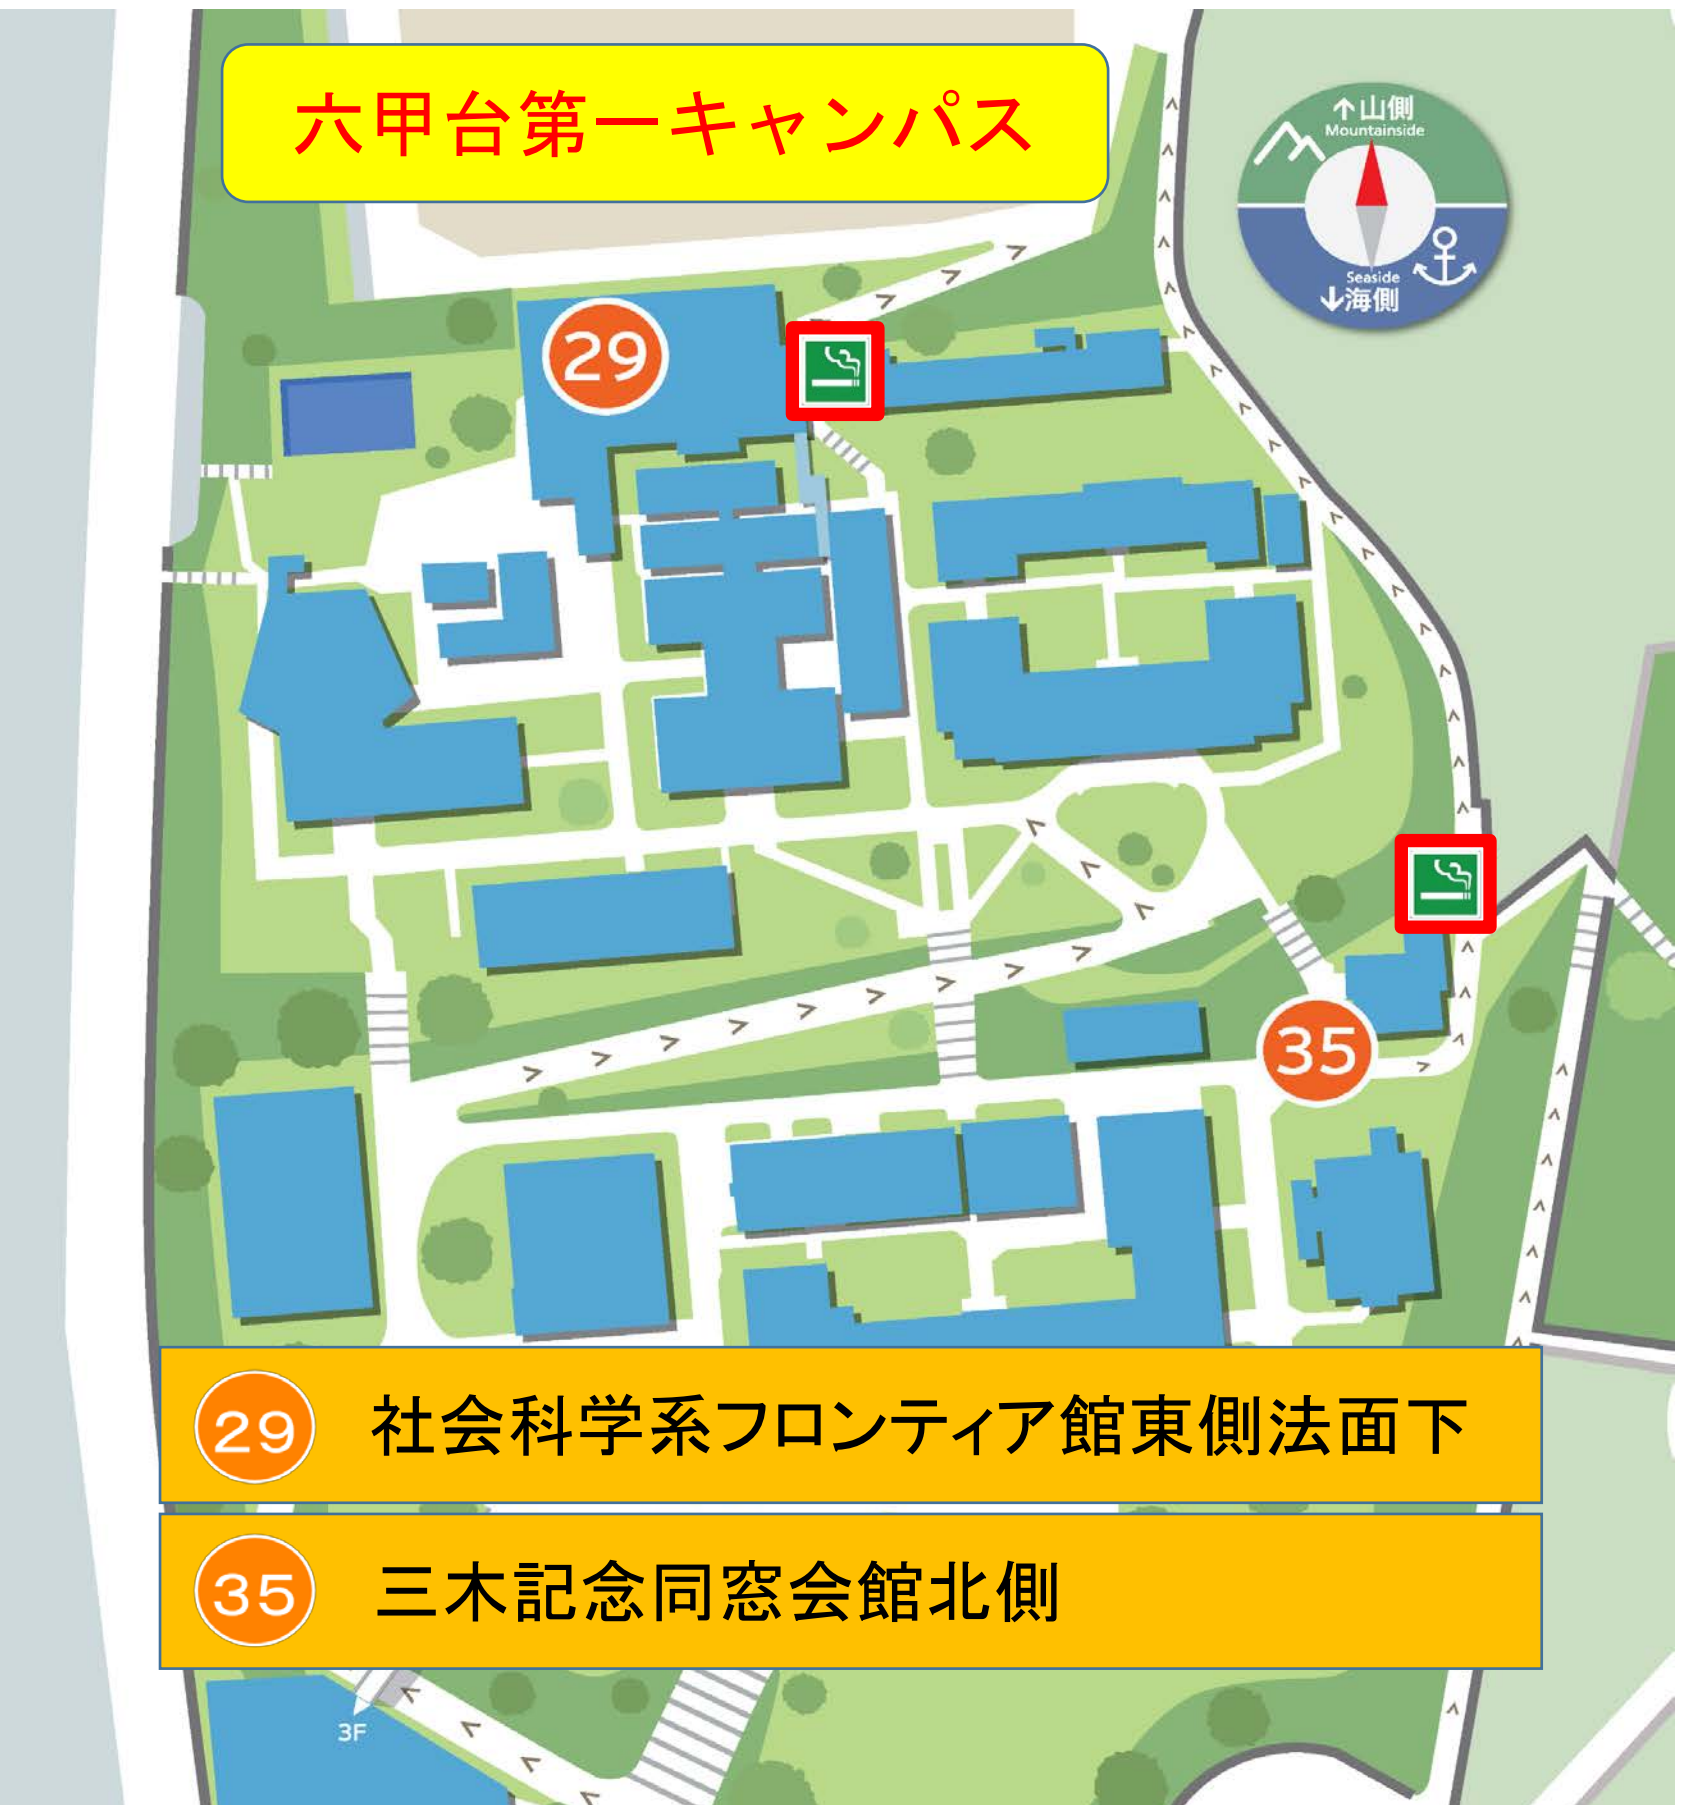 六甲台第一キャンパス
↑山側
Mountainside
Seaside
↓海側
29
35
29 社会科学系フロンティア館東側法面下
35 三木記念同窓会館北側
3F